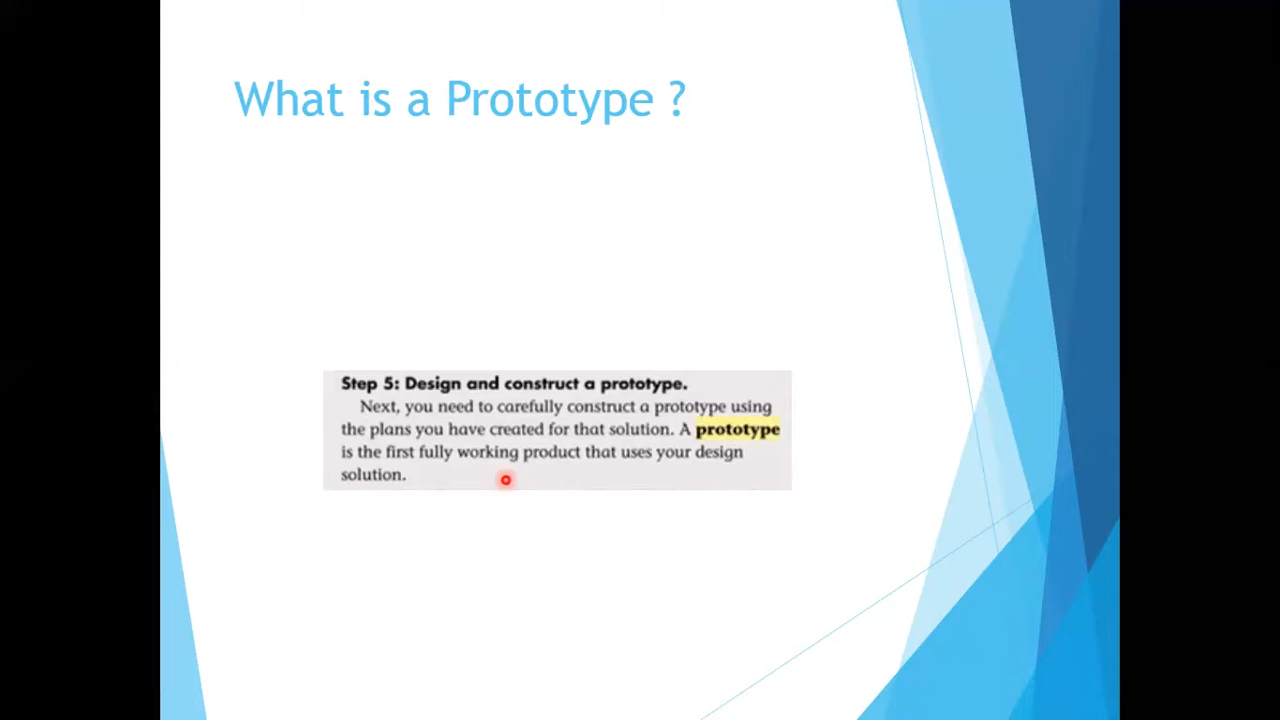 What is a Prototype ?
Step 5: Design and construct a prototype.
Next, you need to carefully construct a prototype using
the plans you have created for that solution. A prototype
is the first fully working product that uses your design
solution.